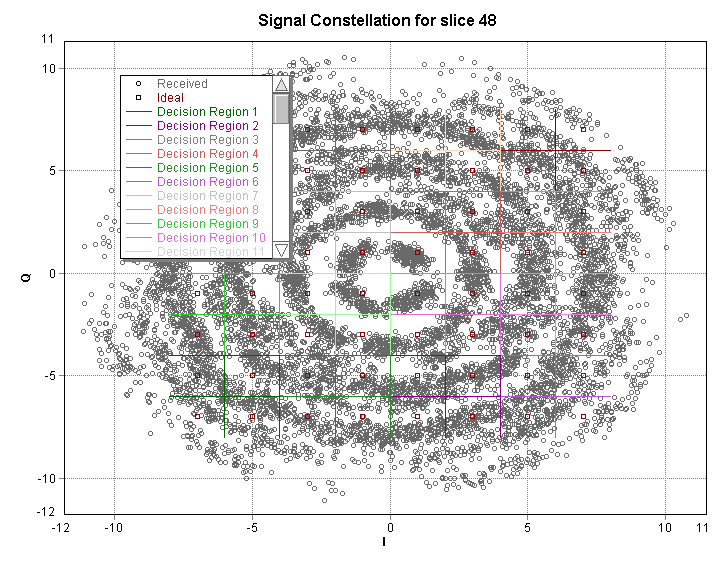 Signal Constellation for slice 48
11
10
5
0
-5
-10
-12
Q
Received
Ideal
Decision Region 1
Decision Region 2
Decision Region 3
Decision Region 4
Decision Region 5
Decision Region 6
Decision Region 7
Decision Region 8
Decision Region 9
Decision Region 10
Decision Region 11
-12
-10
-5
0
5
10
11
I